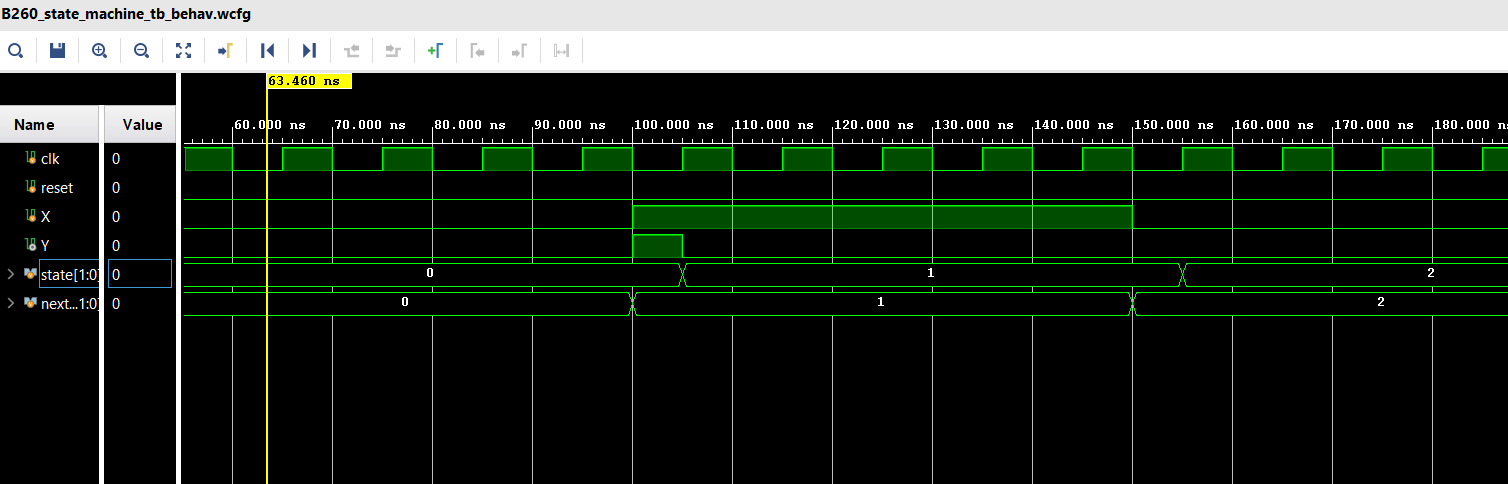 B260_state_machine_tb_behav.wcfg
63.460 ns
Name Value
60.000 ns 70.000 ns 80.000 ns 90.000 ns 100.000 ns 110.000 ns 120.000 ns 130.000 ns 140.000 ns 150.000 ns 160.000 ns 170.000 ns 180.000 ns
clk 0
reset 0
X 0
Y 0
state[1:0] 0 0 1 2
next...1:0] 0 0 1 2